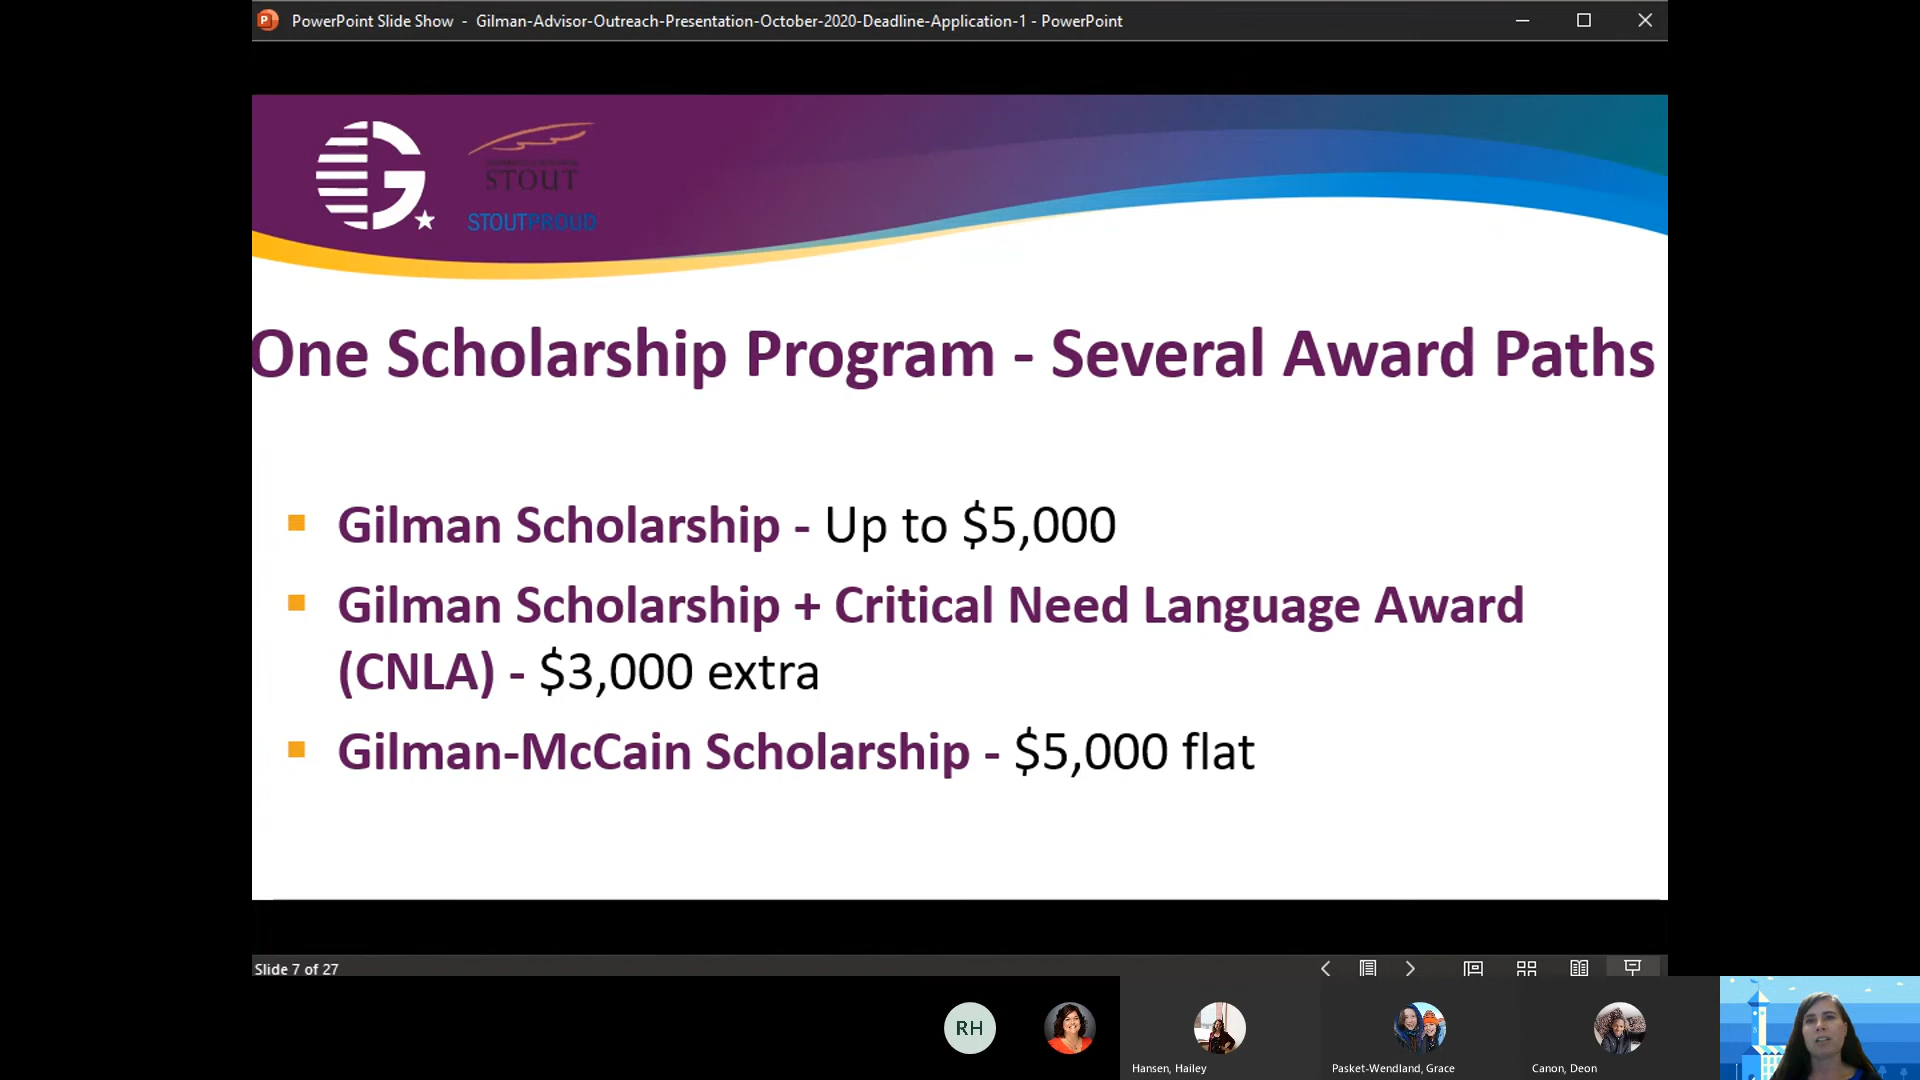 PowerPoint Slide Show - Gilman-Advisor-Outreach-Presentation-October-2020-Deadline-Application-1 - PowerPoint
STOUT
STOUTPROUD
One Scholarship Program - Several Award Paths
Gilman Scholarship - Up to $5,000
Gilman Scholarship + Critical Need Language Award
(CNLA) - $3,000 extra
Gilman-McCain Scholarship - $5,000 flat
Slide 7 of 27
RH
Hansen, Hailey
Pasket-Wendland, Grace
Canon, Deon